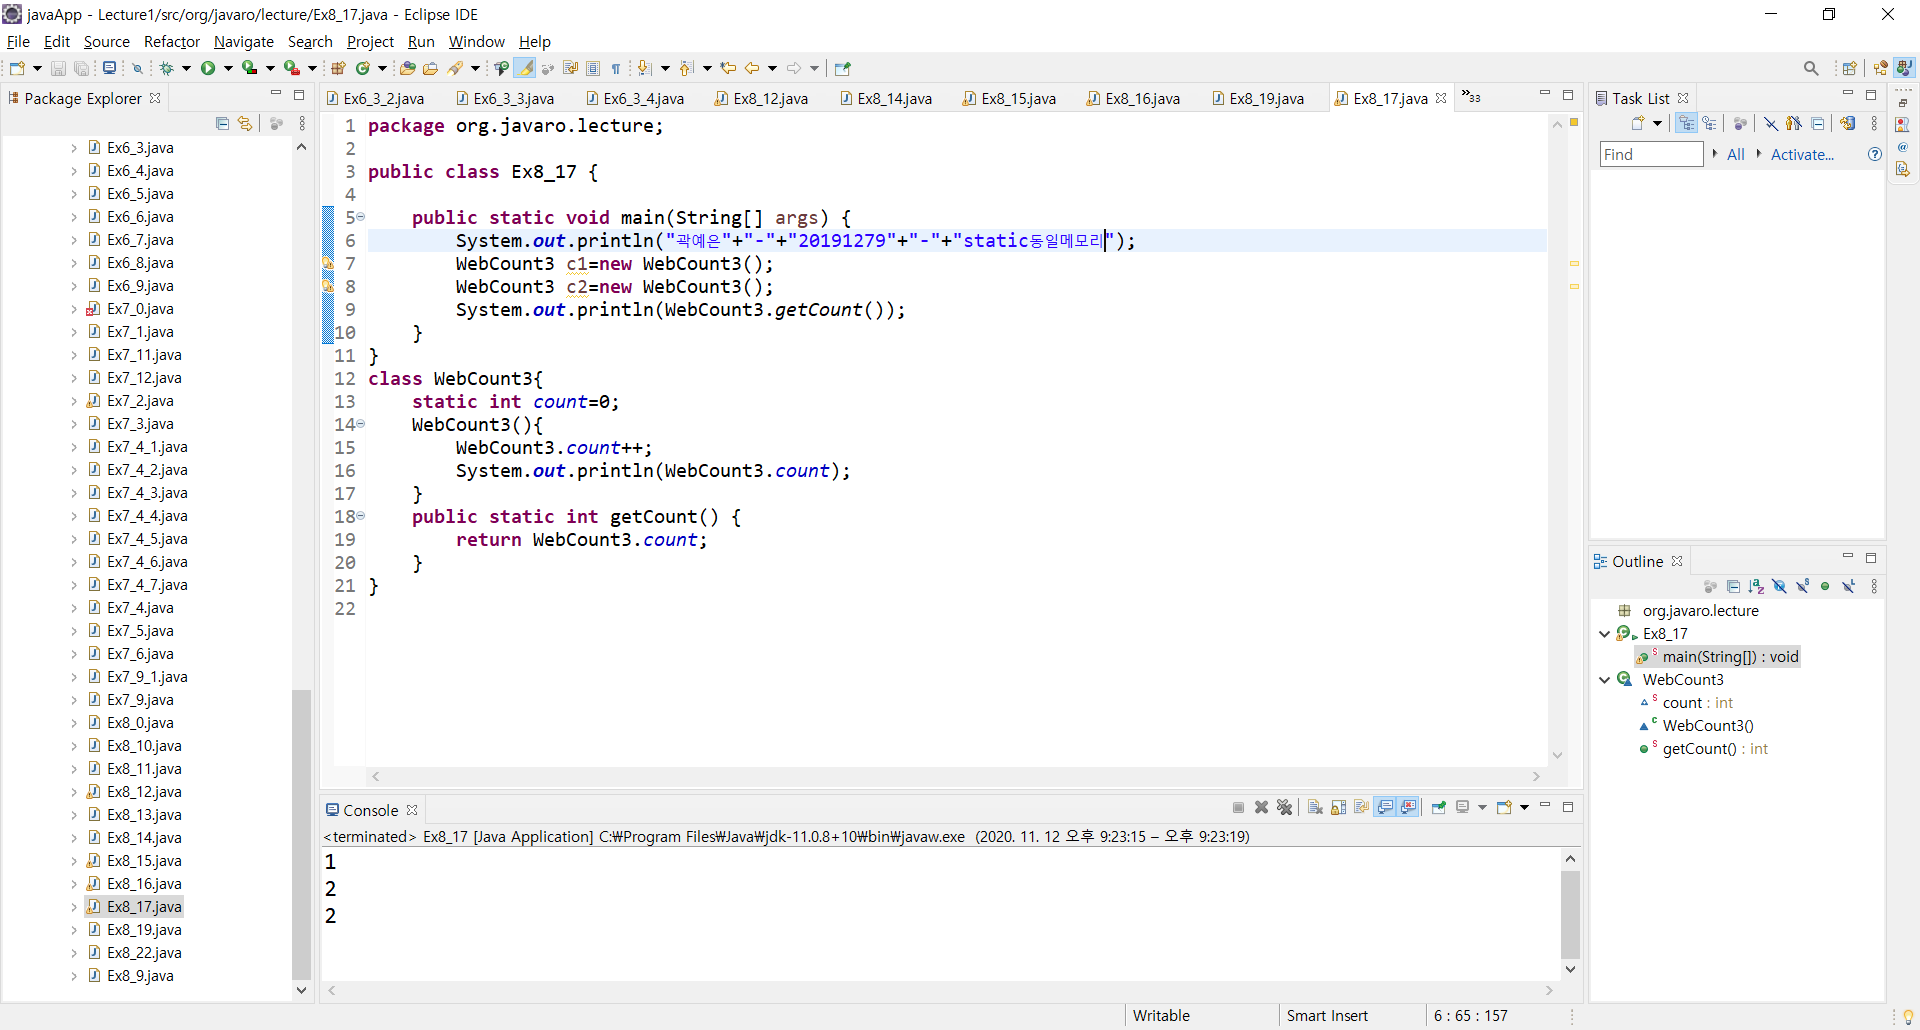 javaApp - Lecture1/src/org/javaro/lecture/Ex8_17.java - Eclipse IDE
File Edit Source Refactor Navigate Search Project Run Window Help
Package Explorer
Ex6_3.java
Ex6_4.java
Ex6_5.java
Ex6_6.java
Ex6_7.java
Ex6_8.java
Ex6_9.java
Ex7_0.java
Ex7_1.java
Ex7_11.java
Ex7_12.java
Ex7_2.java
Ex7_3.java
Ex7_4_1.java
Ex7_4_2.java
Ex7_4_3.java
Ex7_4_4.java
Ex7_4_5.java
Ex7_4_6.java
Ex7_4_7.java
Ex7_4.java
Ex7_5.java
Ex7_6.java
Ex7_9_1.java
Ex7_9.java
Ex8_0.java
Ex8_10.java
Ex8_11.java
Ex8_12.java
Ex8_13.java
Ex8_14.java
Ex8_15.java
Ex8_16.java
Ex8_17.java
Ex8_19.java
Ex8_22.java
Ex8_9.java
Ex6_3_2.java Ex6_3_3.java Ex6_3_4.java Ex8_12.java Ex8_14.java Ex8_15.java Ex8_16.java Ex8_19.java Ex8_17.java »33
1 package org.javaro.lecture;
2
3 public class Ex8_17 {
4
5 public static void main(String[] args) {
6 System.out.println("곽예은"+"-"+"20191279"+"-"+"static동일메모리");
7 WebCount3 c1=new WebCount3();
8 WebCount3 c2=new WebCount3();
9 System.out.println(WebCount3.getCount());
10 }
11 }
12 class WebCount3{
13 static int count=0;
14 WebCount3(){
15 WebCount3.count++;
16 System.out.println(WebCount3.count);
17 }
18 public static int getCount() {
19 return WebCount3.count;
20 }
21 }
22
Console
<terminated> Ex8_17 [Java Application] C:₩Program Files₩Java₩jdk-11.0.8+10₩bin₩javaw.exe (2020. 11. 12 오후 9:23:15 – 오후 9:23:19)
1
2
2
Task List
Find All Activate...
Outline
org.javaro.lecture
Ex8_17
main(String[]) : void
WebCount3
count : int
WebCount3()
getCount() : int
Writable Smart Insert 6 : 65 : 157